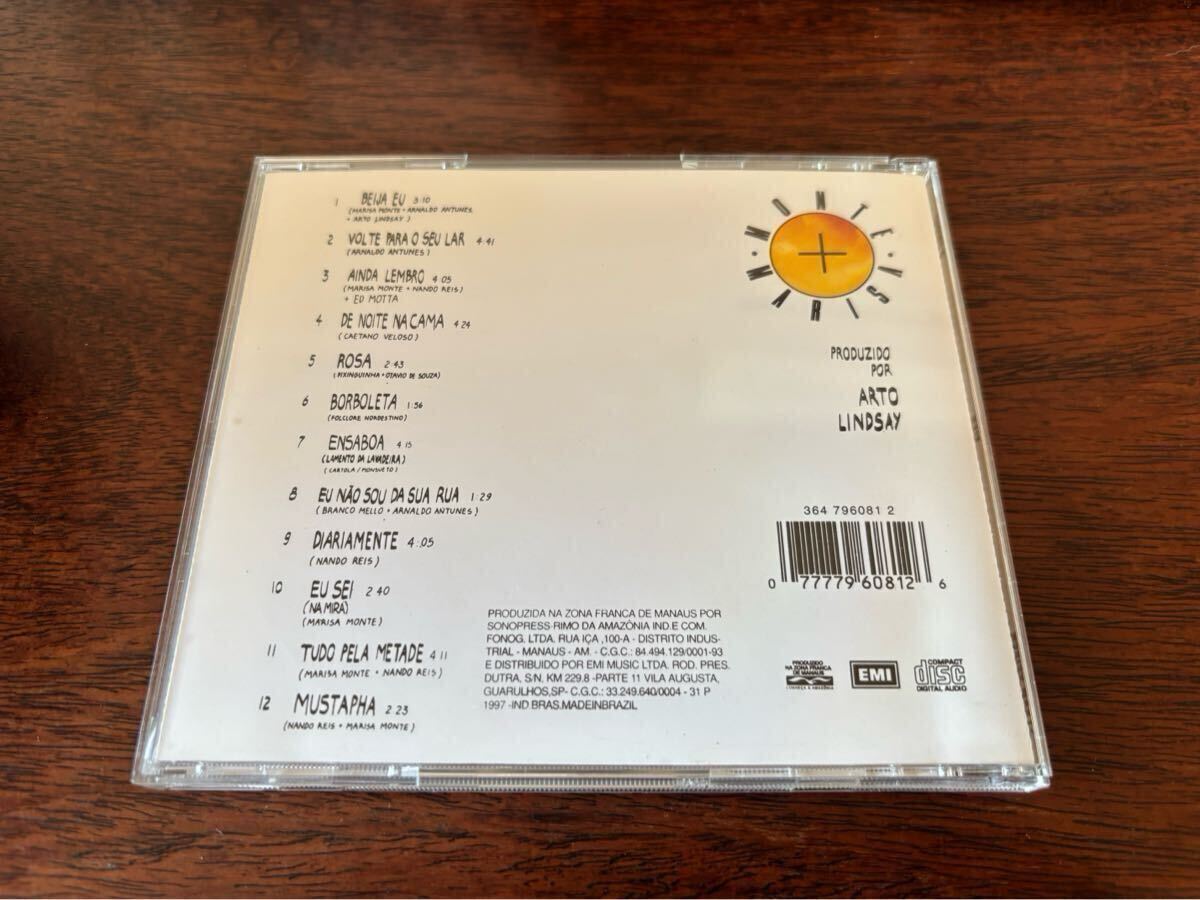 1 BEIJA EU 3:10
(MARISA MONTE + ARNALDO ANTUNES
+ ARTO LINDSAY)
2 VOLTE PARA O SEU LAR 4:41
(ARNALDO ANTUNES)
3 AINDA LEMBRO 4:05
(MARISA MONTE + NANDO REIS)
+ ED MOTTA
4 DE NOITE NA CAMA 4:24
(CAETANO VELOSO)
5 ROSA 2:43
(PIXINGUINHA + OTAVIO DE SOUZA)
6 BORBOLETA 1:56
(FOLCLORE NORDESTINO)
7 ENSABOA 4:15
(LAMENTO DA LAVADEIRA)
(CARTOLA / MONSUETO)
8 EU NÃO SOU DA SUA RUA 1:29
(BRANCO MELLO + ARNALDO ANTUNES)
9 DIARIAMENTE 4:05
(NANDO REIS)
10 EU SEI 2:40
(NA MIRA)
(MARISA MONTE)
11 TUDO PELA METADE 4:11
(MARISA MONTE + NANDO REIS)
12 MUSTAPHA 2:23
(NANDO REIS + MARISA MONTE)
MARISA MONTE
PRODUZIDO
POR
ARTO
LINDSAY
364 796081 2
0 77779 60812 6
PRODUZIDA NA ZONA FRANCA DE MANAUS POR
SONOPRESS-RIMO DA AMAZÔNIA IND.E COM.
FONOG. LTDA. RUA IÇA ,100-A - DISTRITO INDUS-
TRIAL - MANAUS - AM. - C.G.C.: 84.494.129/0001-93
E DISTRIBUIDO POR EMI MUSIC LTDA. ROD. PRES.
DUTRA, S/N, KM 229.8 -PARTE 11 VILA AUGUSTA,
GUARULHOS,SP- C.G.C.: 33.249.640/0004 - 31 P
1997 -IND BRAS.MADEINBRAZIL
PRODUZIDO
NA ZONA FRANCA
DE MANAUS
CONHEÇA A AMAZÔNIA
EMI
COMPACT
disc
DIGITAL AUDIO